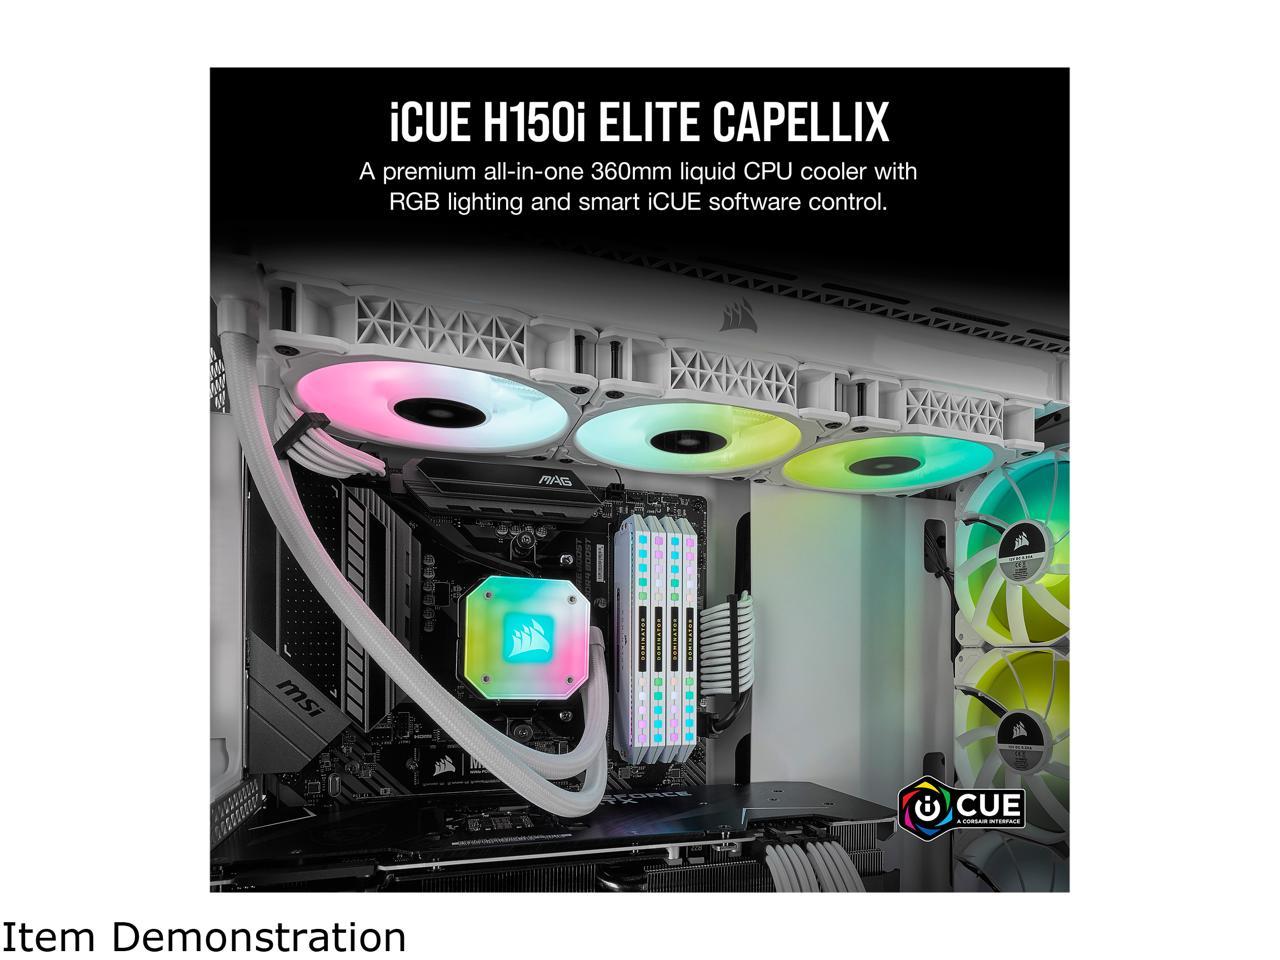 iCUE H150i ELITE CAPELLIX
A premium all-in-one 360mm liquid CPU cooler with
RGB lighting and smart iCUE software control.
MAG
DOMINATOR
DOMINATOR
DOMINATOR
DOMINATOR
msi
CUE
A CORSAIR INTERFACE
Item Demonstration